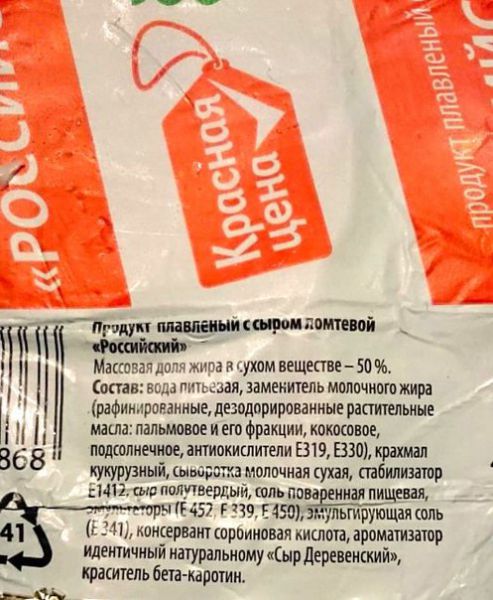 «РОССИЙС
Красная
цена
продукт плавленый с
ЙС
Продукт плавленый с сыром ломтевой
«Российский»
Массовая доля жира в сухом веществе – 50 %.
Состав: вода питьевая, заменитель молочного жира
(рафинированные, дезодорированные растительные
масла: пальмовое и его фракции, кокосовое,
подсолнечное, антиокислители Е319, Е330), крахмал
кукурузный, сыворотка молочная сухая, стабилизатор
Е1412, сыр полутвердый, соль поваренная пищевая,
эмульгаторы (Е 452, Е 339, Е 450), эмульгирующая соль
(Е 341), консервант сорбиновая кислота, ароматизатор
идентичный натуральному «Сыр Деревенский»,
краситель бета-каротин.
868
41